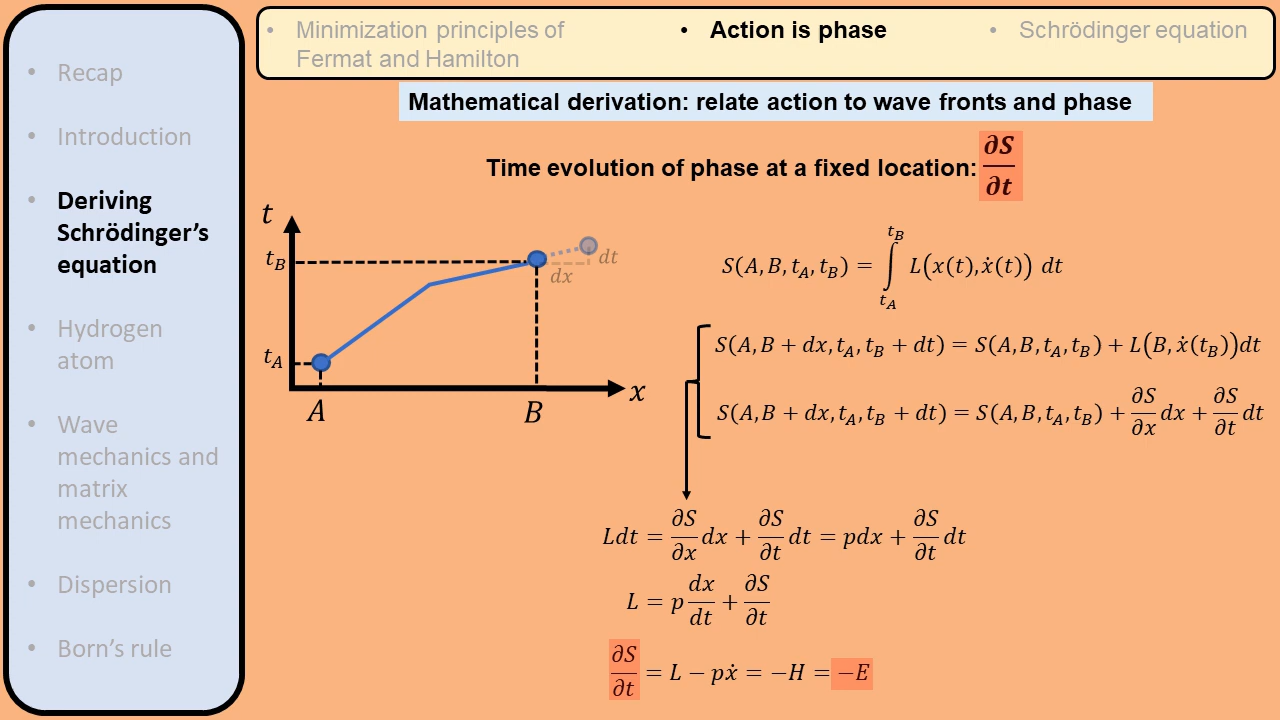 • Recap
• Introduction
• Deriving
Schrödinger's
equation
• Hydrogen
atom
• Wave
mechanics and
matrix
mechanics
• Dispersion
• Born's rule
• Minimization principles of
Fermat and Hamilton
• Action is phase
• Schrödinger equation
Mathematical derivation: relate action to wave fronts and phase
Time evolution of phase at a fixed location: ∂S/∂t
t
t_B
t_A
A
B
x
dx
dt
S(A, B, t_A, t_B) = ∫_{t_A}^{t_B} L(x(t), ẋ(t)) dt
S(A, B + dx, t_A, t_B + dt) = S(A, B, t_A, t_B) + L(B, ẋ(t_B))dt
S(A, B + dx, t_A, t_B + dt) = S(A, B, t_A, t_B) + ∂S/∂x dx + ∂S/∂t dt
Ldt = ∂S/∂x dx + ∂S/∂t dt = pdx + ∂S/∂t dt
L = p dx/dt + ∂S/∂t
∂S/∂t = L − pẋ = −H = −E